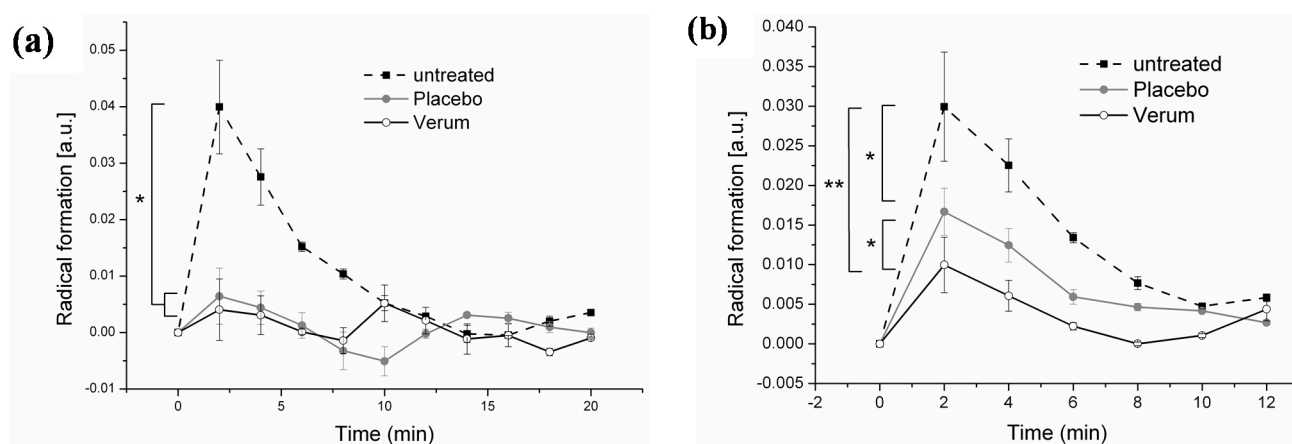 (a)
0.05
0.04
0.03
0.02
0.01
0.00
-0.01
Radical formation [a.u.]
untreated
Placebo
Verum
*
0
5
10
15
20
Time (min)
(b)
0.040
0.035
0.030
0.025
0.020
0.015
0.010
0.005
0.000
-0.005
Radical formation [a.u.]
untreated
Placebo
Verum
*
**
*
-2
0
2
4
6
8
10
12
Time (min)